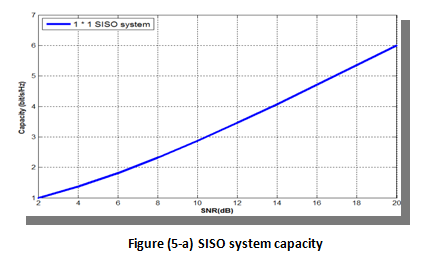 7
1 * 1 SISO system
6
5
4
3
2
1
Capacity (bit/s/Hz)
2 4 6 8 10 12 14 16 18 20
SNR(dB)
Figure (5-a) SISO system capacity